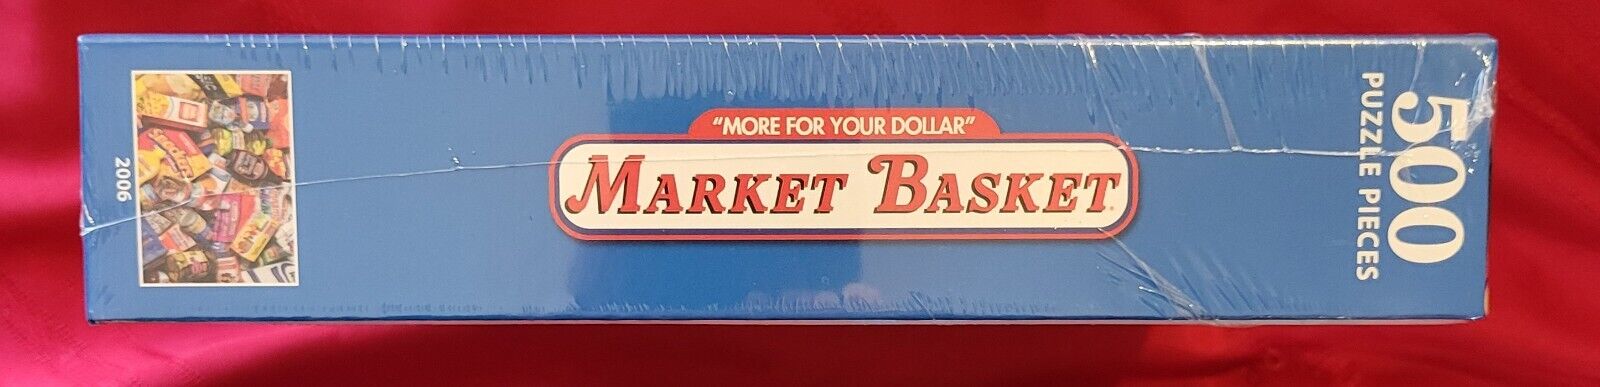 2006
"MORE FOR YOUR DOLLAR"
MARKET BASKET
500
PUZZLE PIECES